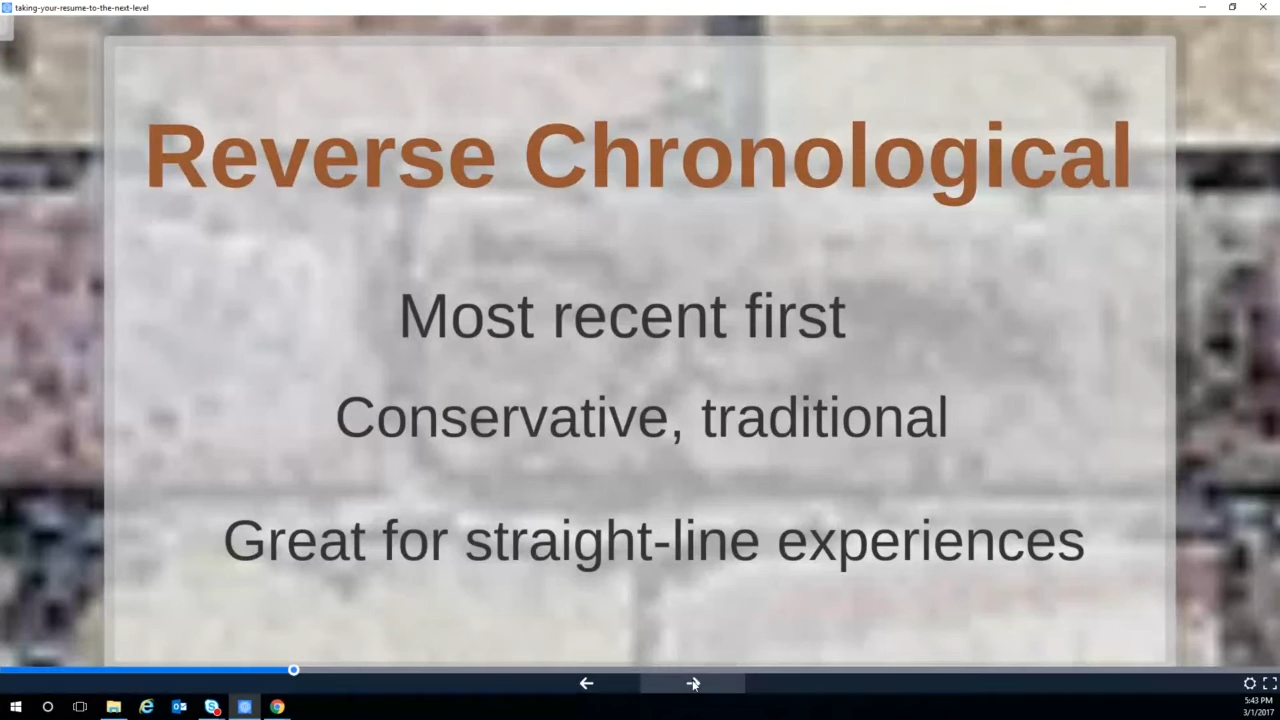 taking-your-resume-to-the-next-level
Reverse Chronological
Most recent first
Conservative, traditional
Great for straight-line experiences
5:43 PM
3/1/2017